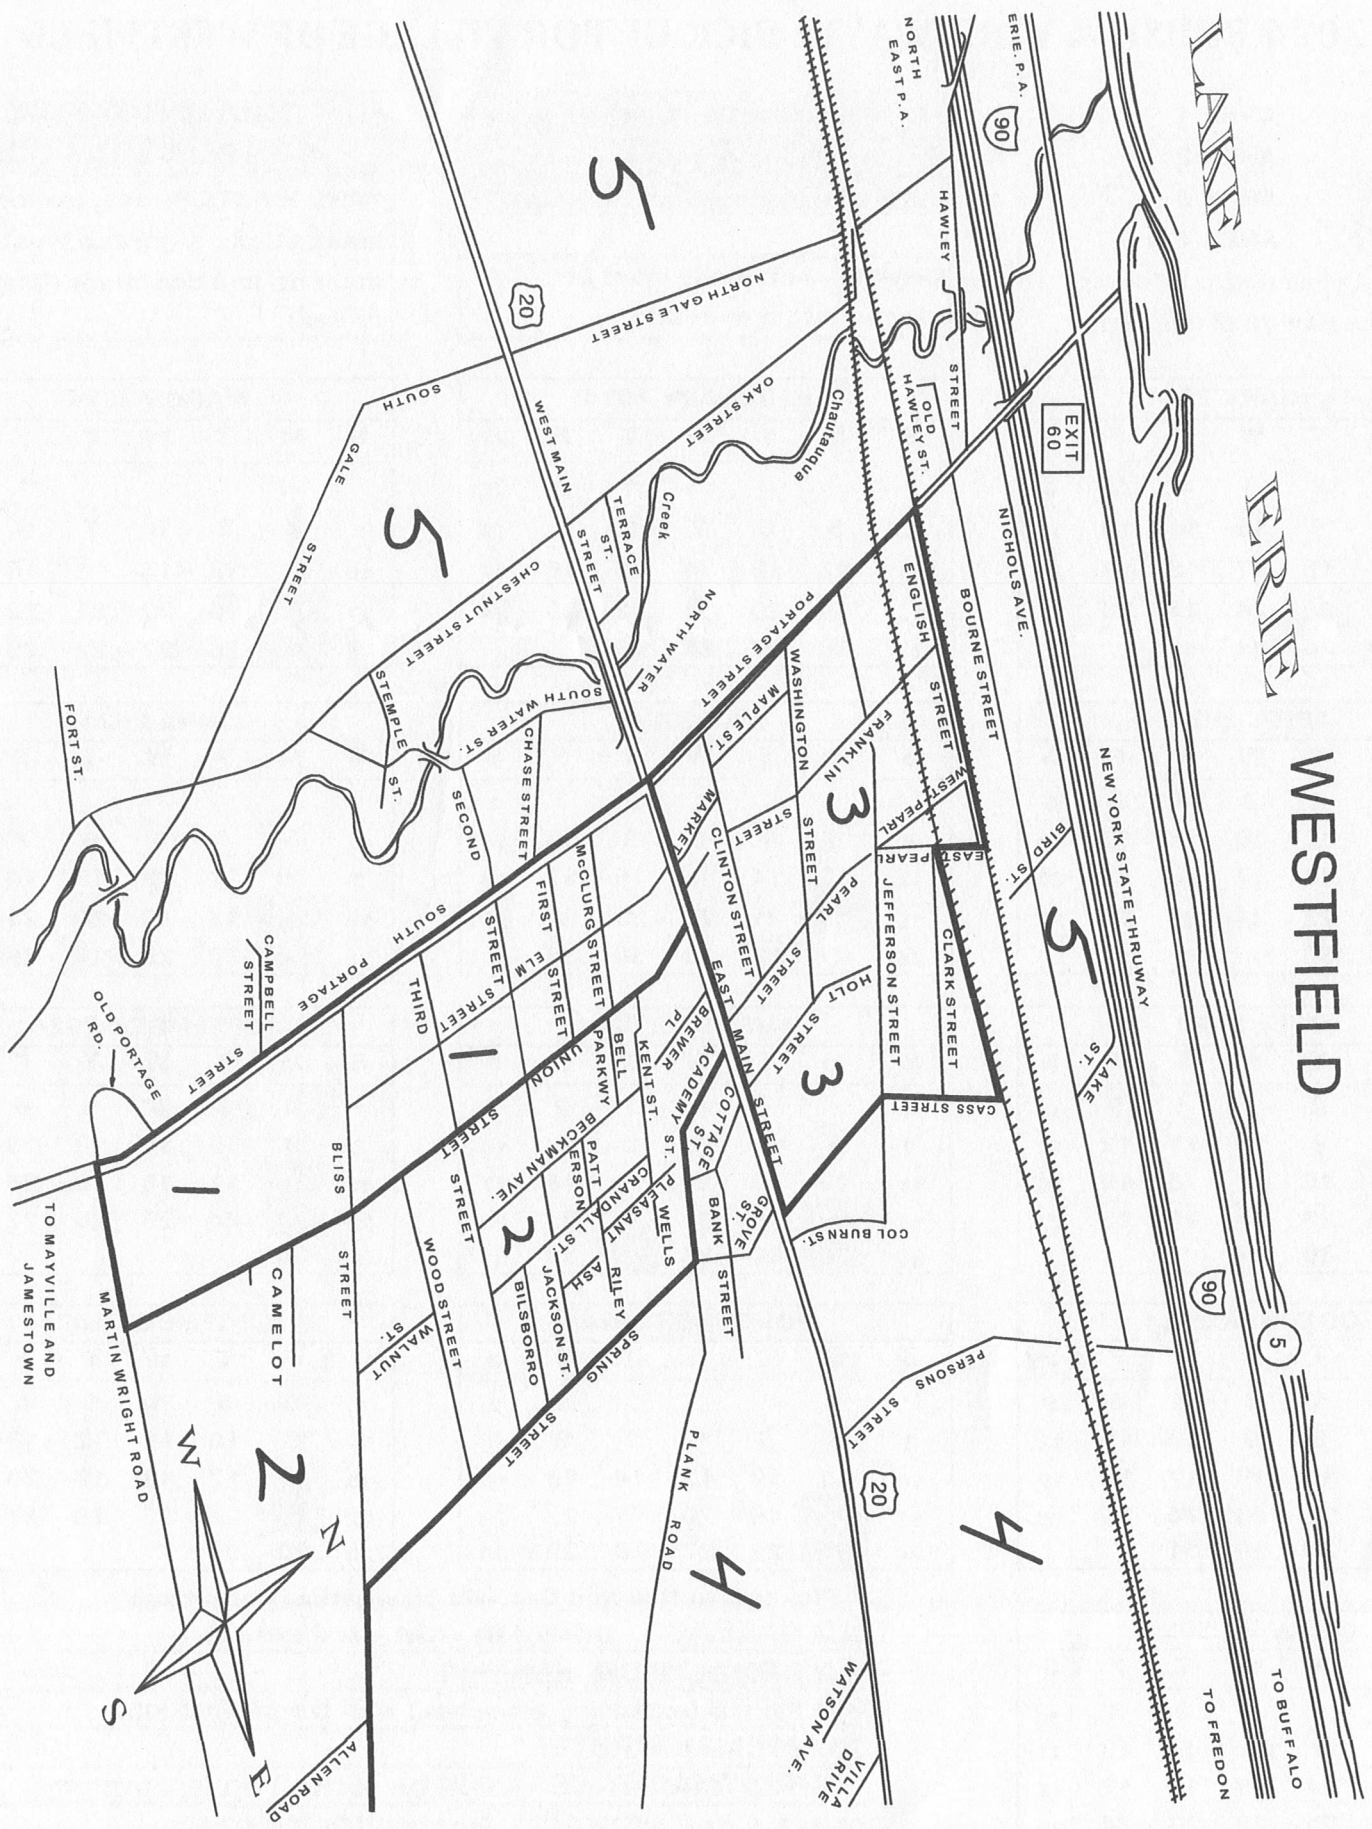 WESTFIELD
LAKE ERIE
ERIE. P. A.
NORTH
EAST P.A.
90
HAWLEY STREET
OLD
HAWLEY ST.
EXIT
60
NICHOLS AVE.
NEW YORK STATE THRUWAY
BOURNE STREET
ENGLISH STREET
BIRD ST.
LAKE ST.
5
90
5
TO BUFFALO
TO FREDON
5
NORTH GALE STREET
20
SOUTH GALE STREET
5
OAK STREET
Chautauqua Creek
TERRACE
ST.
WEST MAIN STREET
CHESTNUT STREET
STEMPLE ST.
FORT ST.
NORTH WATER
SOUTH WATER ST.
CHASE STREET
SECOND STREET
PORTAGE STREET
MAPLE ST.
WASHINGTON STREET
FRANKLIN STREET
WEST PEARL
EAST PEARL
3
MARKET
CLINTON STREET
PEARL STREET
JEFFERSON STREET
CLARK STREET
HOLT STREET
3
CASS STREET
COLBURN ST.
EAST MAIN STREET
McCLURG STREET
FIRST STREET
ELM STREET
THIRD STREET
SOUTH PORTAGE STREET
CAMPBELL
STREET
OLD PORTAGE
RD.
1
1
UNION STREET
BELL
PARKWY
KENT ST.
BREWER
PL
ACADEMY ST.
COTTAGE
ST.
BECKMAN AVE.
PATT
ERSON
CRANDALL ST.
PLEASANT
WELLS
BANK STREET
GROVE
ST.
2
ASH
RILEY
JACKSON ST.
BILSBORRO
SPRING STREET
WOOD STREET
WALNUT
ST.
BLISS STREET
CAMELOT
MARTIN WRIGHT ROAD
TO MAYVILLE AND
JAMESTOWN
2
PERSONS STREET
20
4
4
PLANK ROAD
WATSON AVE.
VILLA
DRIVE
ALLEN ROAD
W
N
S
E